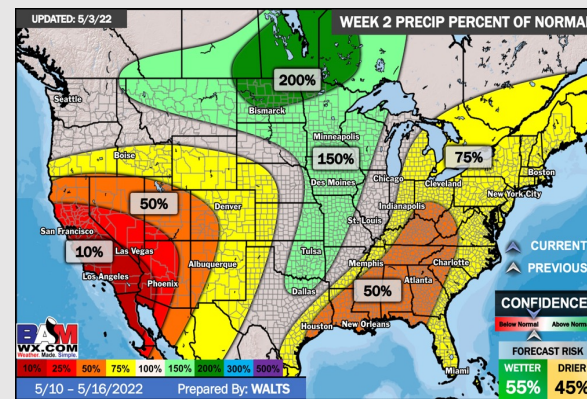 UPDATED: 5/3/22
WEEK 2 PRECIP PERCENT OF NORMAL
200%
Seattle
Bismarck
Minneapolis
150%
75%
Boise
Boston
Chicago
Cleveland
Des Moines
New York City
50%
Denver
Indianapolis
San Francisco
St. Louis
10%
Las Vegas
CURRENT
Tulsa
Memphis
Charlotte
Albuquerque
PREVIOUS
Los Angeles
Phoenix
Atlanta
50%
Dallas
CONFIDENCE
Houston
New Orleans
Below Normal Above Norm
BAM
WX.COM
Weather. Made. Simple.
FORECAST RISK
Miami
WETTER DRIER
10% 25% 50% 75% 100% 150% 200% 300% 500%
55% 45%
5/10 – 5/16/2022 Prepared By: WALTS